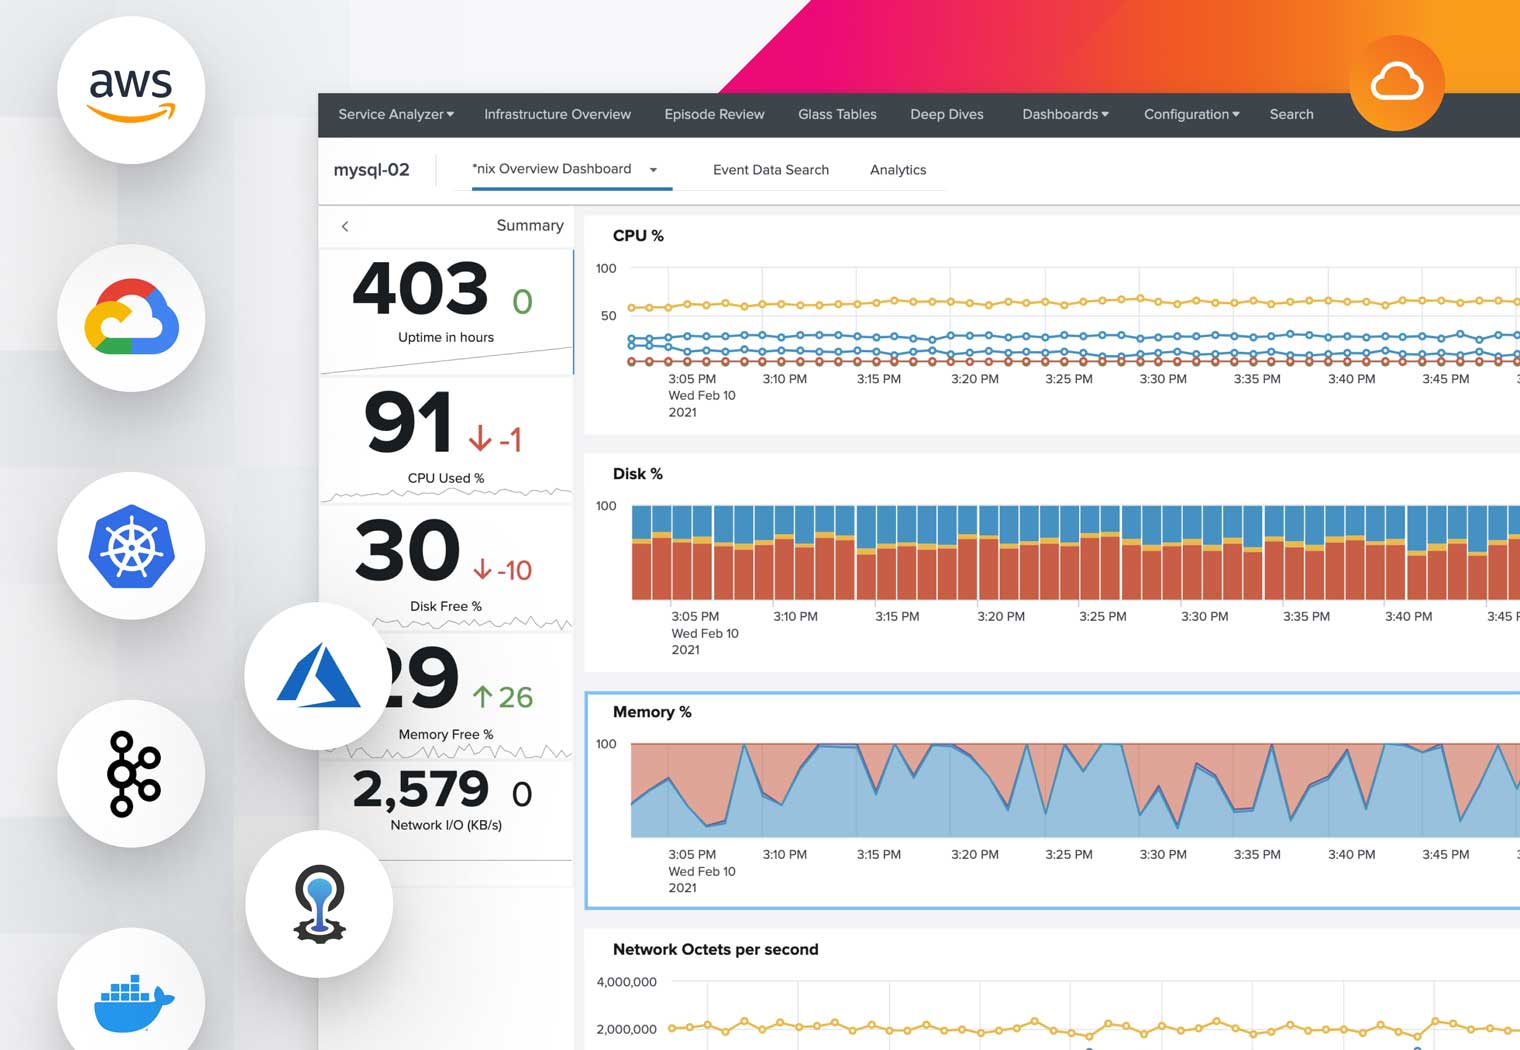 aws
Service Analyzer Infrastructure Overview Episode Review Glass Tables Deep Dives Dashboards Configuration Search
mysql-02 *nix Overview Dashboard Event Data Search Analytics
Summary
403 0
Uptime in hours
91 ↓ -1
CPU Used %
30 ↓ -10
Disk Free %
29 ↑ 26
Memory Free %
2,579 0
Network I/O (KB/s)
CPU %
100
50
3:05 PM 3:10 PM 3:15 PM 3:20 PM 3:25 PM 3:30 PM 3:35 PM 3:40 PM 3:45 PM
Wed Feb 10
2021
Disk %
100
3:05 PM 3:10 PM 3:15 PM 3:20 PM 3:25 PM 3:30 PM 3:35 PM 3:40 PM 3:45
Wed Feb 10
2021
Memory %
100
3:05 PM 3:10 PM 3:15 PM 3:20 PM 3:25 PM 3:30 PM 3:35 PM 3:40 PM 3:45 PM
Wed Feb 10
2021
Network Octets per second
4,000,000
2,000,000